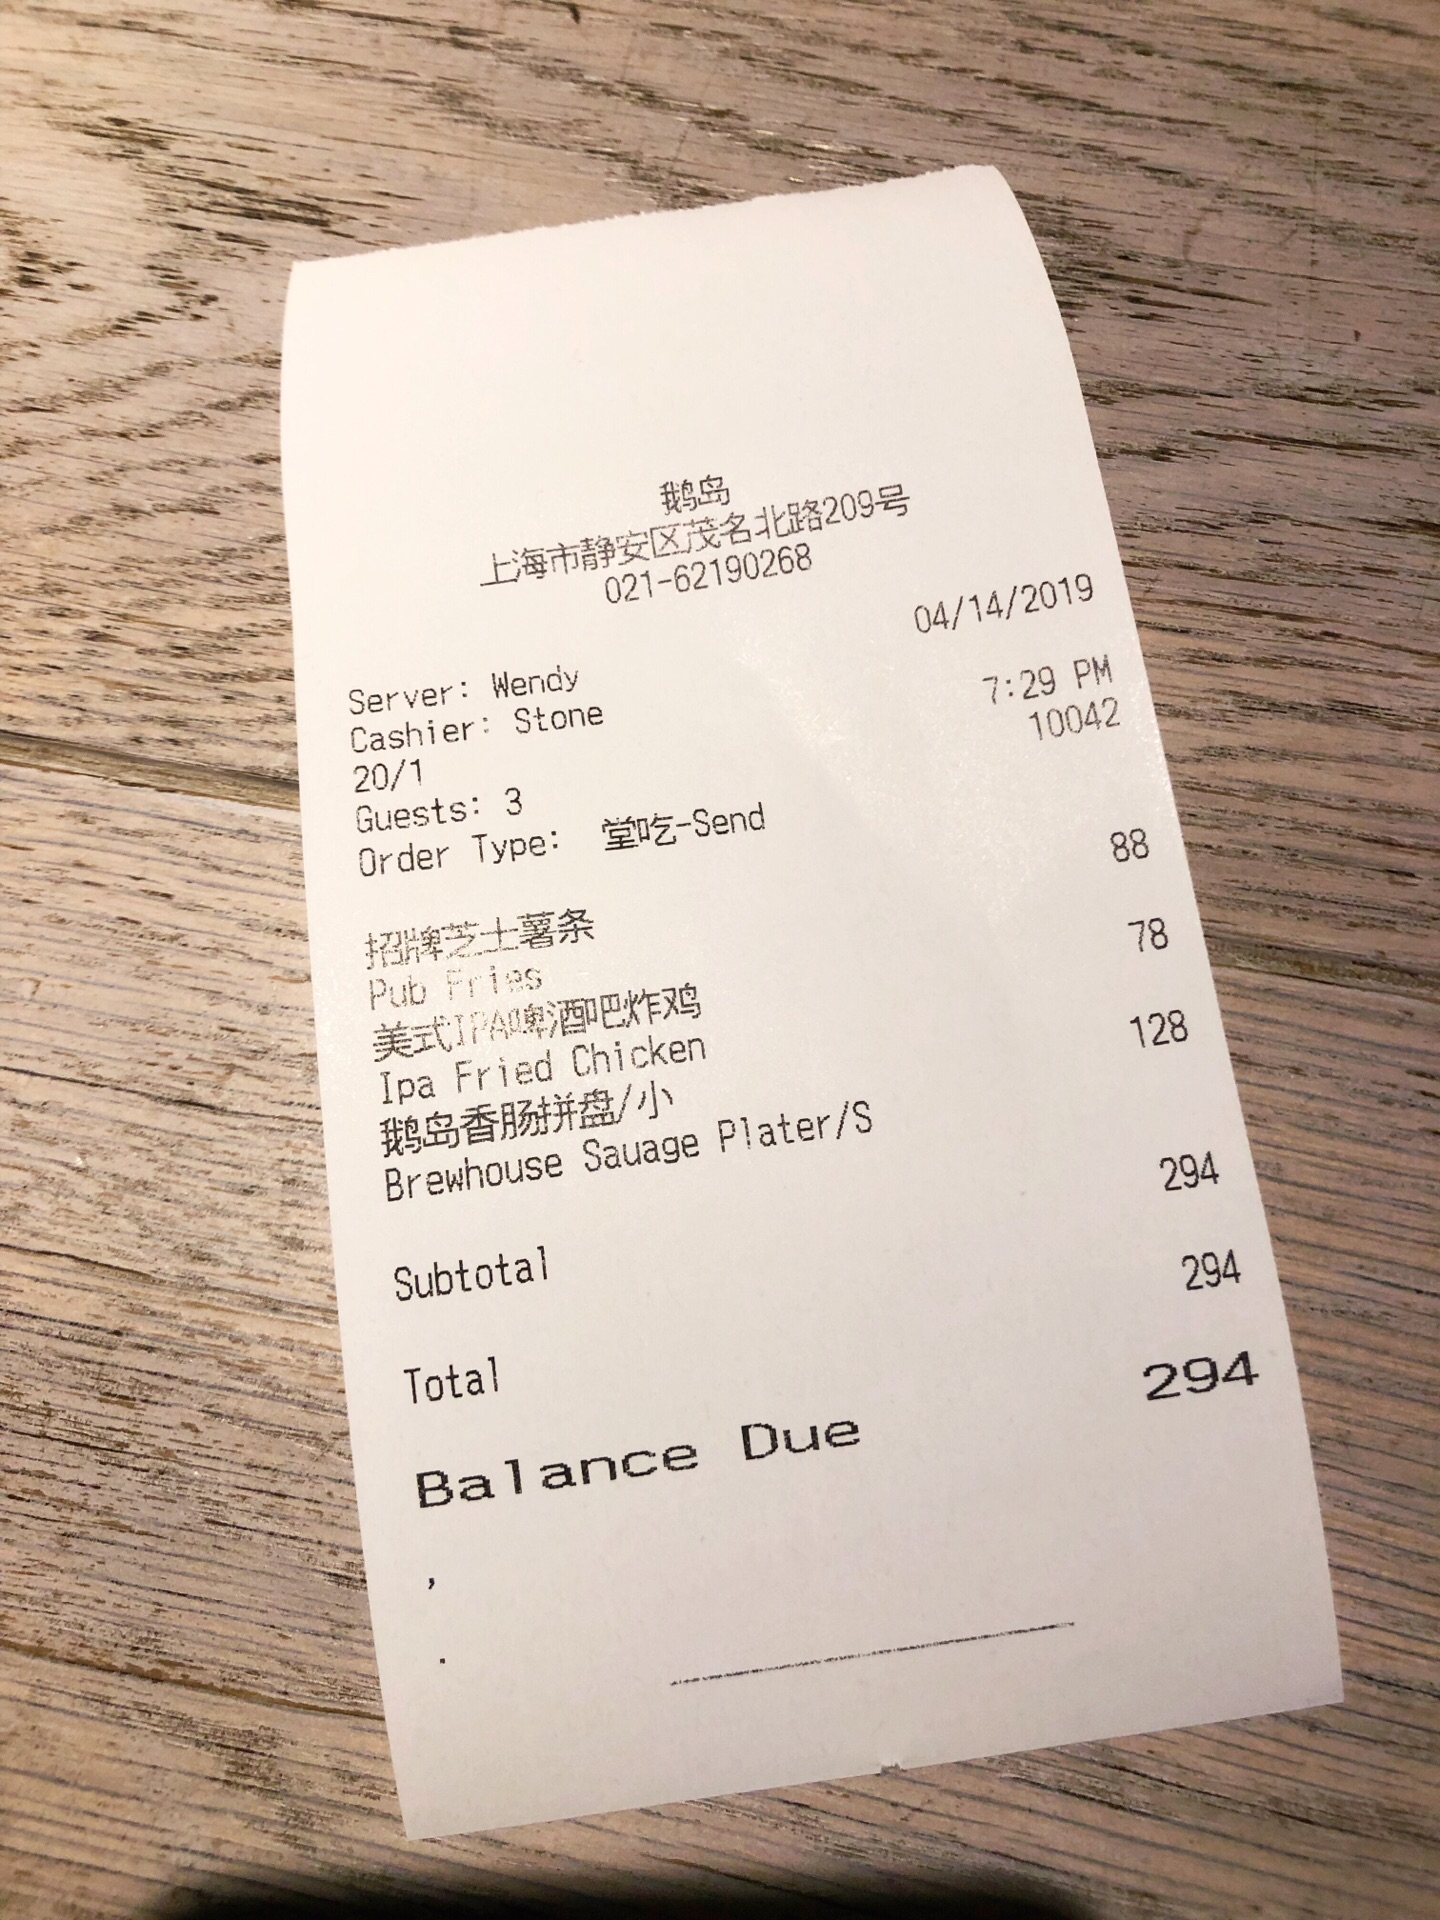 鹅岛
上海市静安区茂名北路209号
021-62190268
Server: Wendy 04/14/2019
Cashier: Stone 7:29 PM
20/1 10042
Guests: 3
Order Type: 堂吃-Send
招牌芝士薯条 88
Pub Fries
美式IPA啤酒吧炸鸡 78
Ipa Fried Chicken
鹅岛香肠拼盘/小 128
Brewhouse Sauage Plater/S
Subtotal 294
Total 294
Balance Due 294
,
.